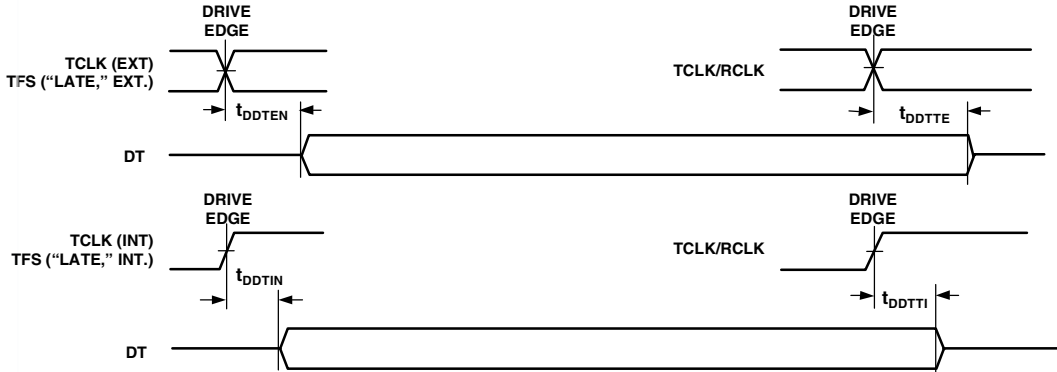 DRIVE
EDGE
TCLK (EXT)
TFS ("LATE," EXT.)
tDDTEN
DT
DRIVE
EDGE
TCLK/RCLK
tDDTTE
DRIVE
EDGE
TCLK (INT)
TFS ("LATE," INT.)
tDDTIN
DT
DRIVE
EDGE
TCLK/RCLK
tDDTTI